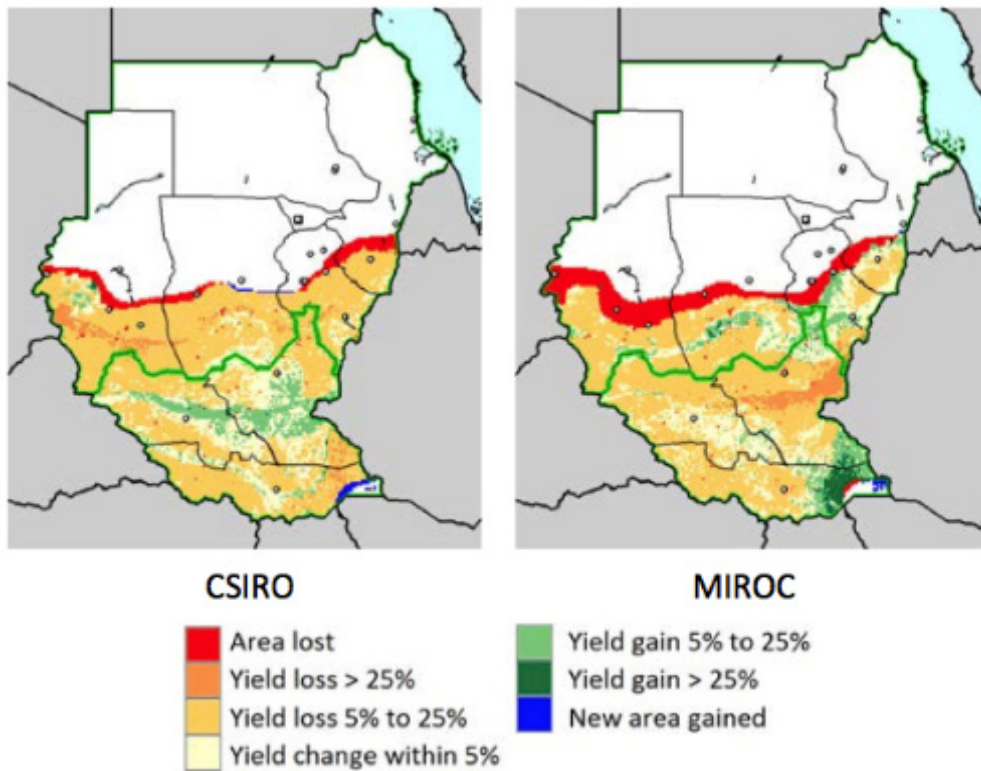 CSIRO
MIROC
Area lost
Yield loss > 25%
Yield loss 5% to 25%
Yield change within 5%
Yield gain 5% to 25%
Yield gain > 25%
New area gained